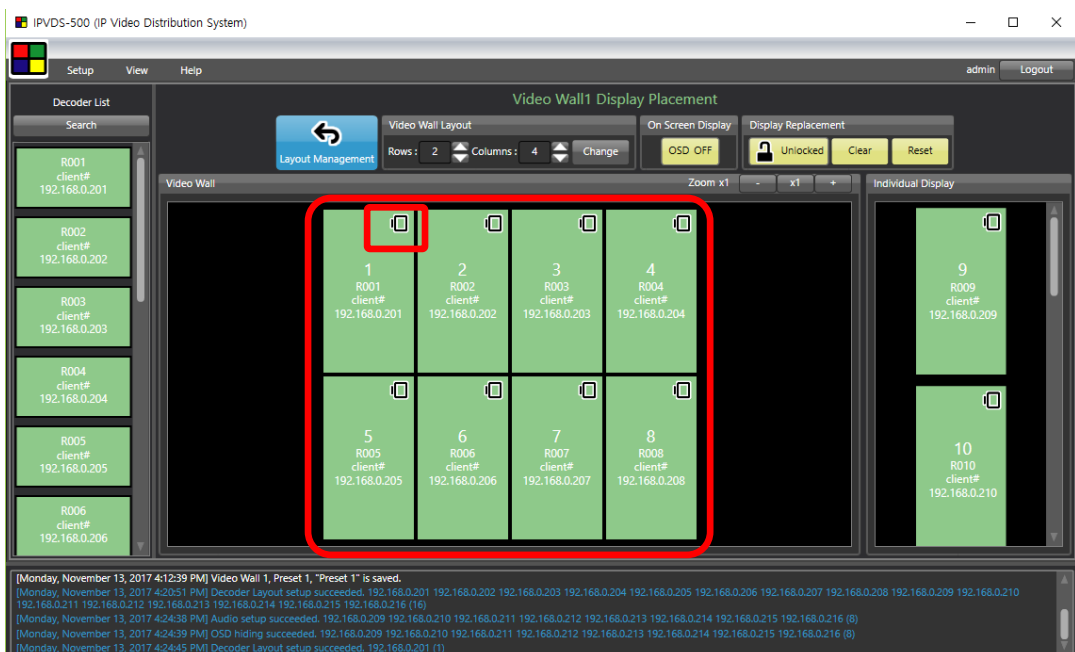 IPVDS-500 (IP Video Distribution System)
Setup View Help admin Logout
Decoder List
Search
R001
client#
192.168.0.201
R002
client#
192.168.0.202
R003
client#
192.168.0.203
R004
client#
192.168.0.204
R005
client#
192.168.0.205
R006
client#
192.168.0.206
Video Wall1 Display Placement
Layout Management
Video Wall Layout
Rows : 2 Columns : 4 Change
On Screen Display
OSD OFF
Display Replacement
Unlocked Clear Reset
Video Wall Zoom x1 - x1 +
1
R001
client#
192.168.0.201
2
R002
client#
192.168.0.202
3
R003
client#
192.168.0.203
4
R004
client#
192.168.0.204
5
R005
client#
192.168.0.205
6
R006
client#
192.168.0.206
7
R007
client#
192.168.0.207
8
R008
client#
192.168.0.208
Individual Display
9
R009
client#
192.168.0.209
10
R010
client#
192.168.0.210
[Monday, November 13, 2017 4:12:39 PM] Video Wall 1, Preset 1, "Preset 1" is saved.
[Monday, November 13, 2017 4:20:51 PM] Decoder Layout setup succeeded. 192.168.0.201 192.168.0.202 192.168.0.203 192.168.0.204 192.168.0.205 192.168.0.206 192.168.0.207 192.168.0.208 192.168.0.209 192.168.0.210
192.168.0.211 192.168.0.212 192.168.0.213 192.168.0.214 192.168.0.215 192.168.0.216 (16)
[Monday, November 13, 2017 4:24:38 PM] Audio setup succeeded. 192.168.0.209 192.168.0.210 192.168.0.211 192.168.0.212 192.168.0.213 192.168.0.214 192.168.0.215 192.168.0.216 (8)
[Monday, November 13, 2017 4:24:39 PM] OSD hiding succeeded. 192.168.0.209 192.168.0.210 192.168.0.211 192.168.0.212 192.168.0.213 192.168.0.214 192.168.0.215 192.168.0.216 (8)
[Monday, November 13, 2017 4:24:45 PM] Decoder Layout setup succeeded. 192.168.0.201 (1)